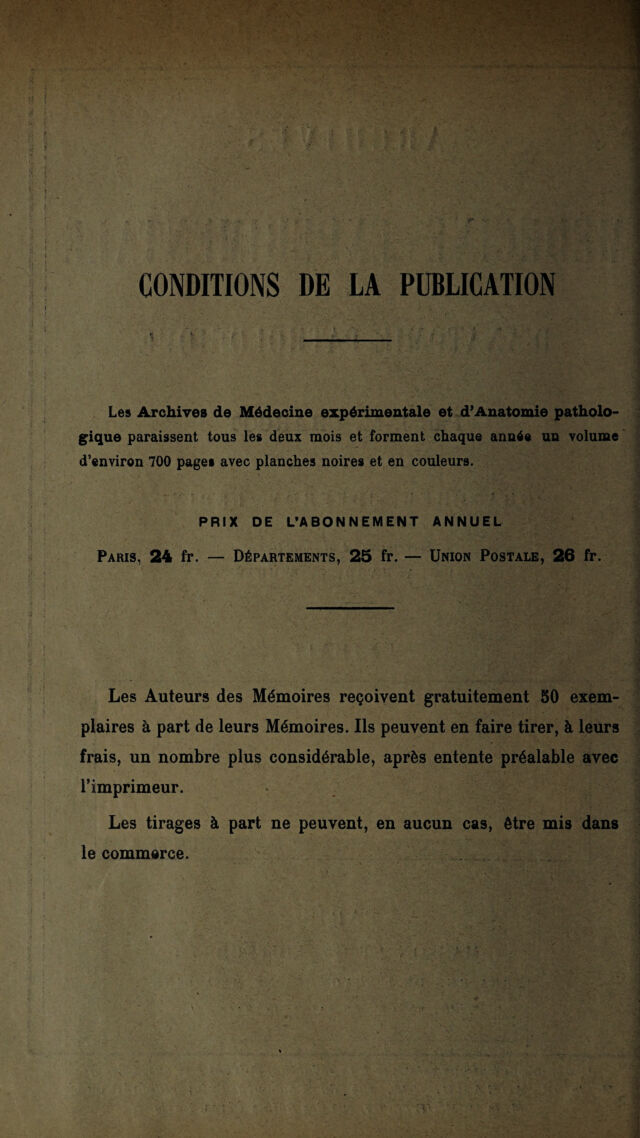 CONDITIONS DE LA PUBLICATION
Les Archives de Médecine expérimentale et d'Anatomie patholo-
gique paraissent tous les deux mois et forment chaque année un volume
d'environ 700 pages avec planches noires et en couleurs.
PRIX DE L'ABONNEMENT ANNUEL
PARIS, 24 fr. — DÉPARTEMENTS, 25 fr. — UNION POSTALE, 26 fr.
Les Auteurs des Mémoires reçoivent gratuitement 50 exem-
plaires à part de leurs Mémoires. Ils peuvent en faire tirer, à leurs
frais, un nombre plus considérable, après entente préalable avec
l'imprimeur.
Les tirages à part ne peuvent, en aucun cas, être mis dans
le commerce.